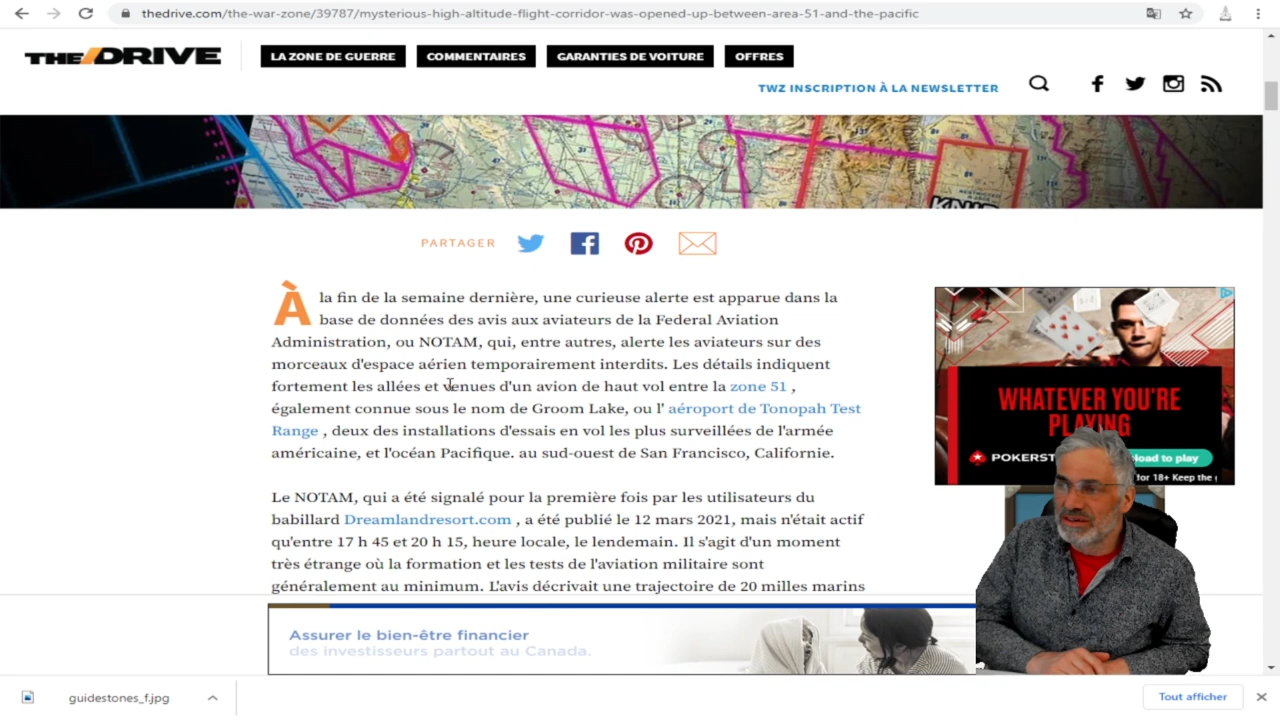 thedrive.com/the-war-zone/39787/mysterious-high-altitude-flight-corridor-was-opened-up-between-area-51-and-the-pacific
THE/DRIVE
LA ZONE DE GUERRE
COMMENTAIRES
GARANTIES DE VOITURE
OFFRES
TWZ INSCRIPTION À LA NEWSLETTER
PARTAGER
À la fin de la semaine dernière, une curieuse alerte est apparue dans la
base de données des avis aux aviateurs de la Federal Aviation
Administration, ou NOTAM, qui, entre autres, alerte les aviateurs sur des
morceaux d'espace aérien temporairement interdits. Les détails indiquent
fortement les allées et venues d'un avion de haut vol entre la zone 51 ,
également connue sous le nom de Groom Lake, ou l' aéroport de Tonopah Test
Range , deux des installations d'essais en vol les plus surveillées de l'armée
américaine, et l'océan Pacifique. au sud-ouest de San Francisco, Californie.
Le NOTAM, qui a été signalé pour la première fois par les utilisateurs du
babillard Dreamlandresort.com , a été publié le 12 mars 2021, mais n'était actif
qu'entre 17 h 45 et 20 h 15, heure locale, le lendemain. Il s'agit d'un moment
très étrange où la formation et les tests de l'aviation militaire sont
généralement au minimum. L'avis décrivait une trajectoire de 20 milles marins
WHATEVER YOU'RE
PLAYING
to play
for 18+ Keep the
Assurer le bien-être financier
des investisseurs partout au Canada.
guidestones_f.jpg
Tout afficher